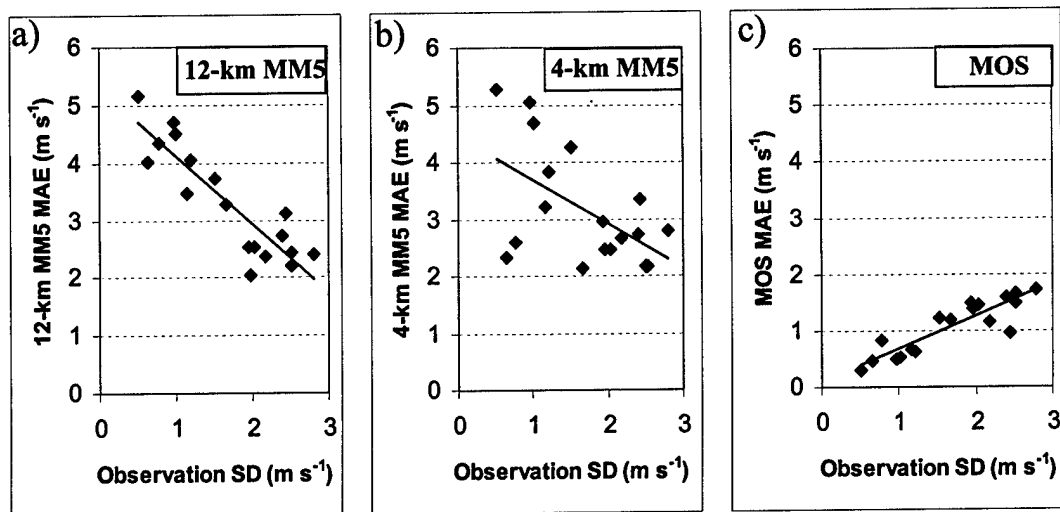 a)
12-km MM5
6
5
4
3
2
1
0
0 1 2 3
12-km MM5 MAE (m s⁻¹)
Observation SD (m s⁻¹)
b)
4-km MM5
6
5
4
3
2
1
0
0 1 2 3
4-km MM5 MAE (m s⁻¹)
Observation SD (m s⁻¹)
c)
MOS
6
5
4
3
2
1
0
0 1 2 3
MOS MAE (m s⁻¹)
Observation SD (m s⁻¹)